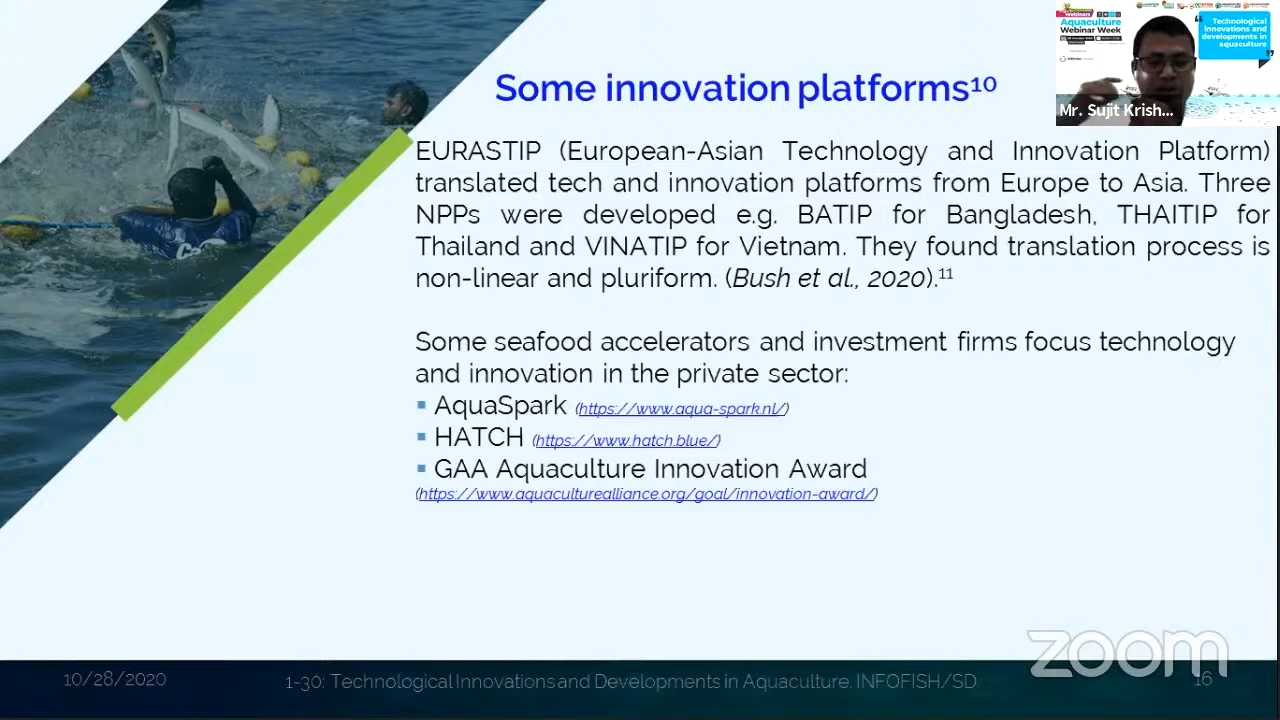 Some innovation platforms¹⁰
Webinars
Aquaculture
Webinar Week
Technological
innovations and
developments in
aquaculture
Mr. Sujit Krish...
EURASTIP (European-Asian Technology and Innovation Platform)
translated tech and innovation platforms from Europe to Asia. Three
NPPs were developed e.g. BATIP for Bangladesh, THAITIP for
Thailand and VINATIP for Vietnam. They found translation process is
non-linear and pluriform. (Bush et al., 2020).¹¹
Some seafood accelerators and investment firms focus technology
and innovation in the private sector:
▪ AquaSpark (https://www.aqua-spark.nl/)
▪ HATCH (https://www.hatch.blue/)
▪ GAA Aquaculture Innovation Award
(https://www.aquaculturealliance.org/goal/innovation-award/)
zoom
10/28/2020
1-30: Technological Innovations and Developments in Aquaculture. INFOFISH/SD
16